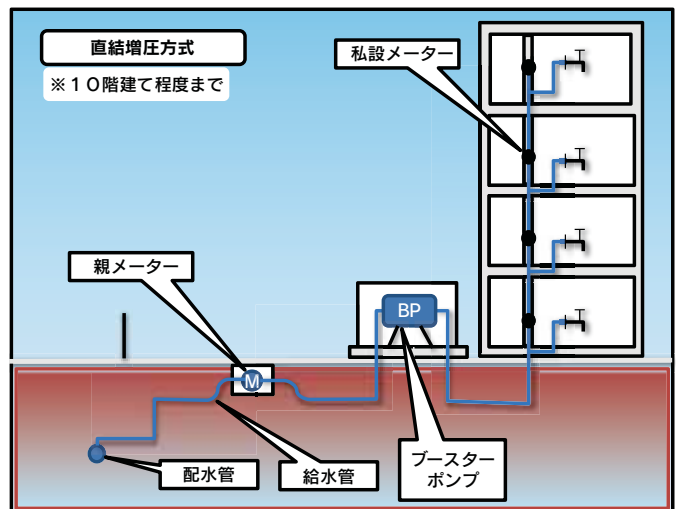 直結増圧方式
※１０階建て程度まで
私設メーター
親メーター
BP
M
配水管
給水管
ブースター
ポンプ